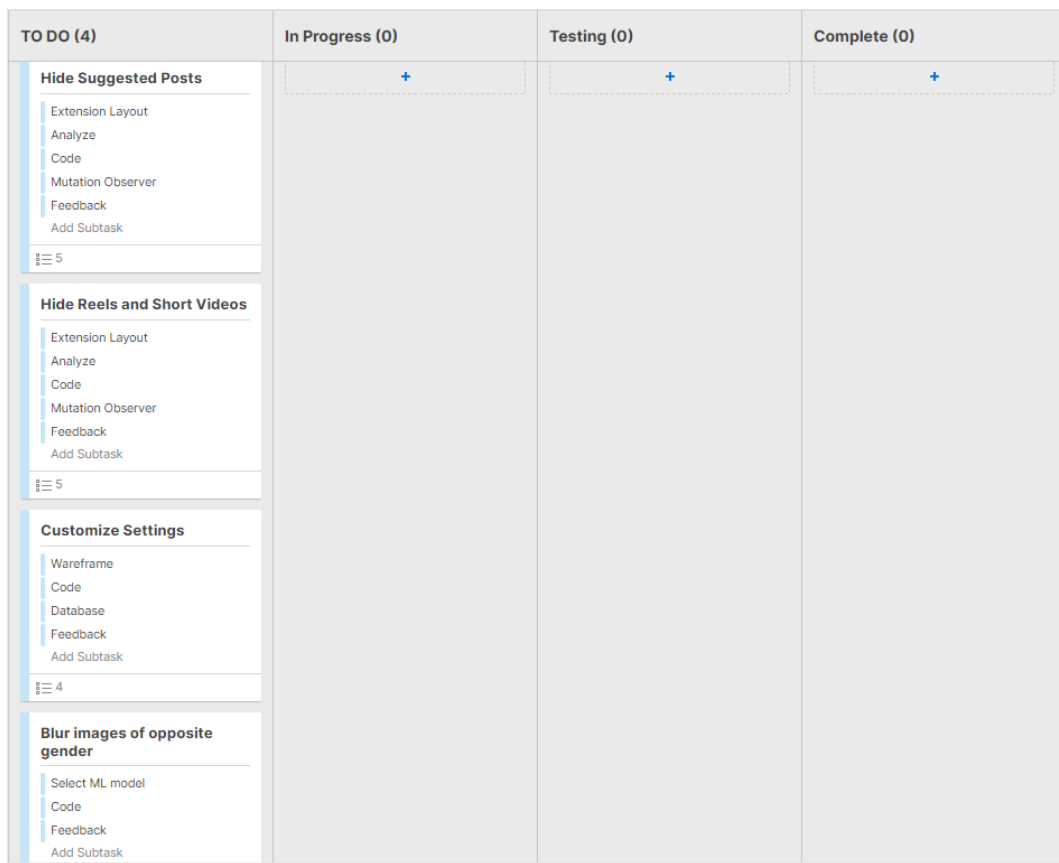 TO DO (4)
In Progress (0)
Testing (0)
Complete (0)
+
+
+
Hide Suggested Posts
Extension Layout
Analyze
Code
Mutation Observer
Feedback
Add Subtask
5
Hide Reels and Short Videos
Extension Layout
Analyze
Code
Mutation Observer
Feedback
Add Subtask
5
Customize Settings
Wareframe
Code
Database
Feedback
Add Subtask
4
Blur images of opposite
gender
Select ML model
Code
Feedback
Add Subtask